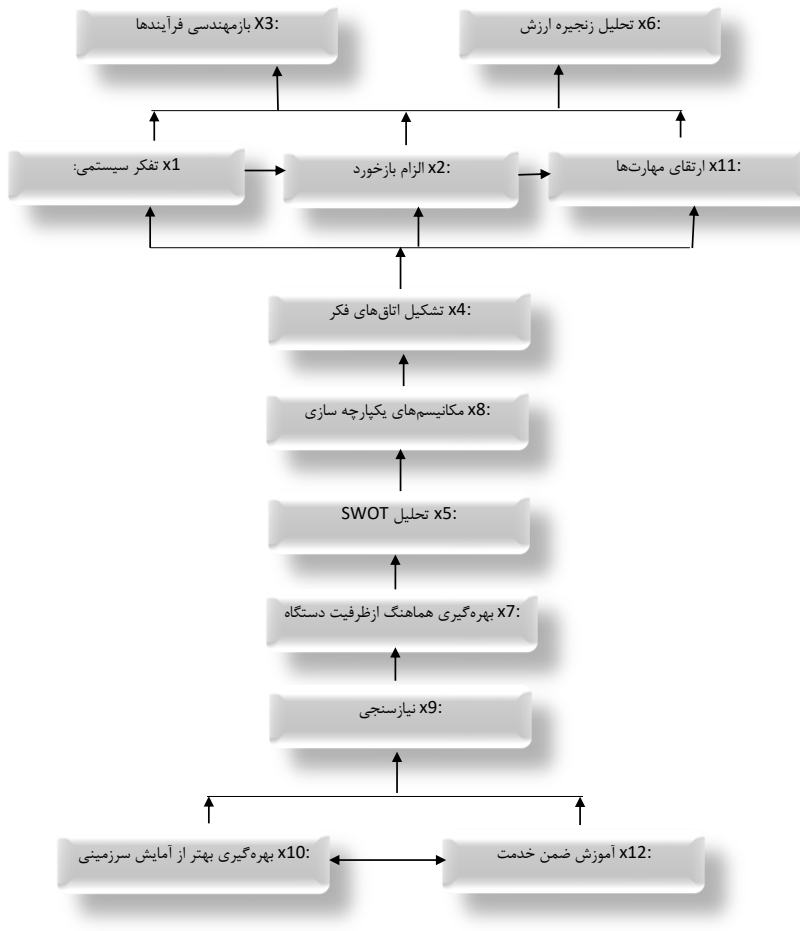 X3: بازمهندسی فرآیندها
x6: تحلیل زنجیره ارزش
x1 تفکر سیستمی:
x2: الزام بازخورد
x11: ارتقای مهارت‌ها
x4: تشکیل اتاق‌های فکر
x8: مکانیسم‌های یکپارچه سازی
x5: تحلیل SWOT
x7: بهره‌گیری هماهنگ ازظرفیت دستگاه
x9: نیازسنجی
x10: بهره‌گیری بهتر از آمایش سرزمینی
x12: آموزش ضمن خدمت